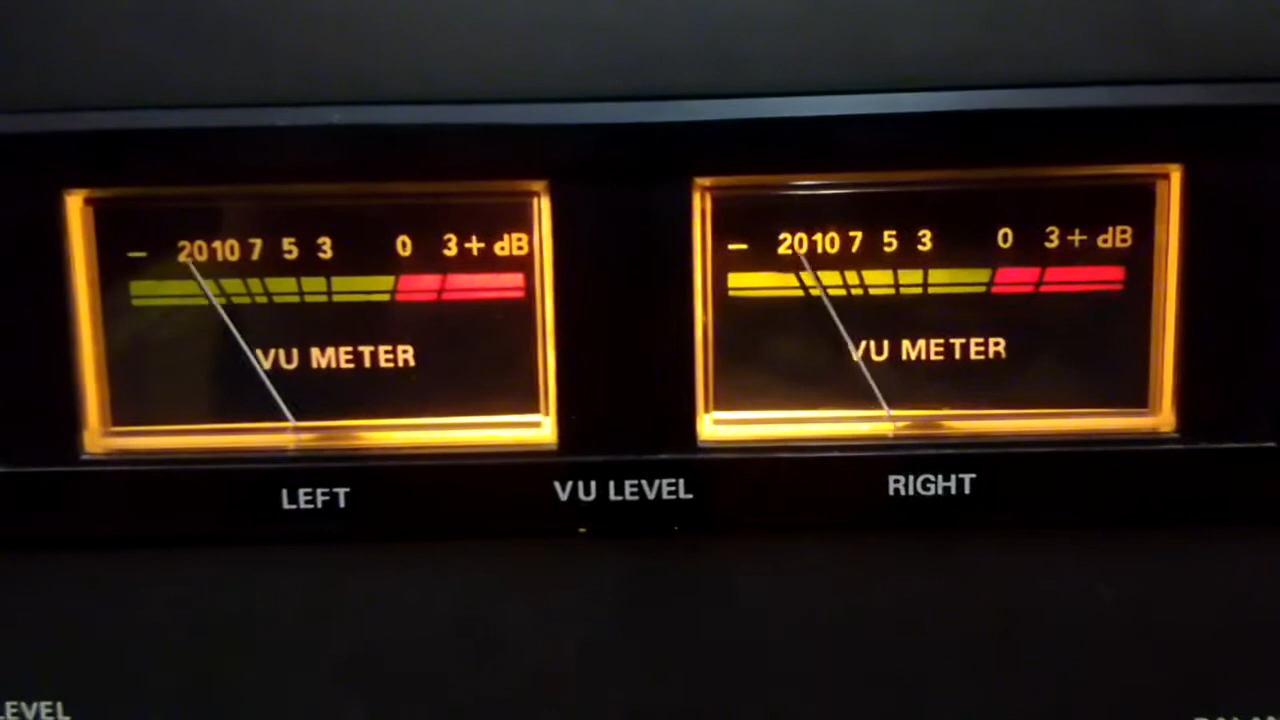 – 20 10 7 5 3 0 3 + dB
VU METER
– 20 10 7 5 3 0 3 + dB
VU METER
LEFT
VU LEVEL
RIGHT
LEVEL